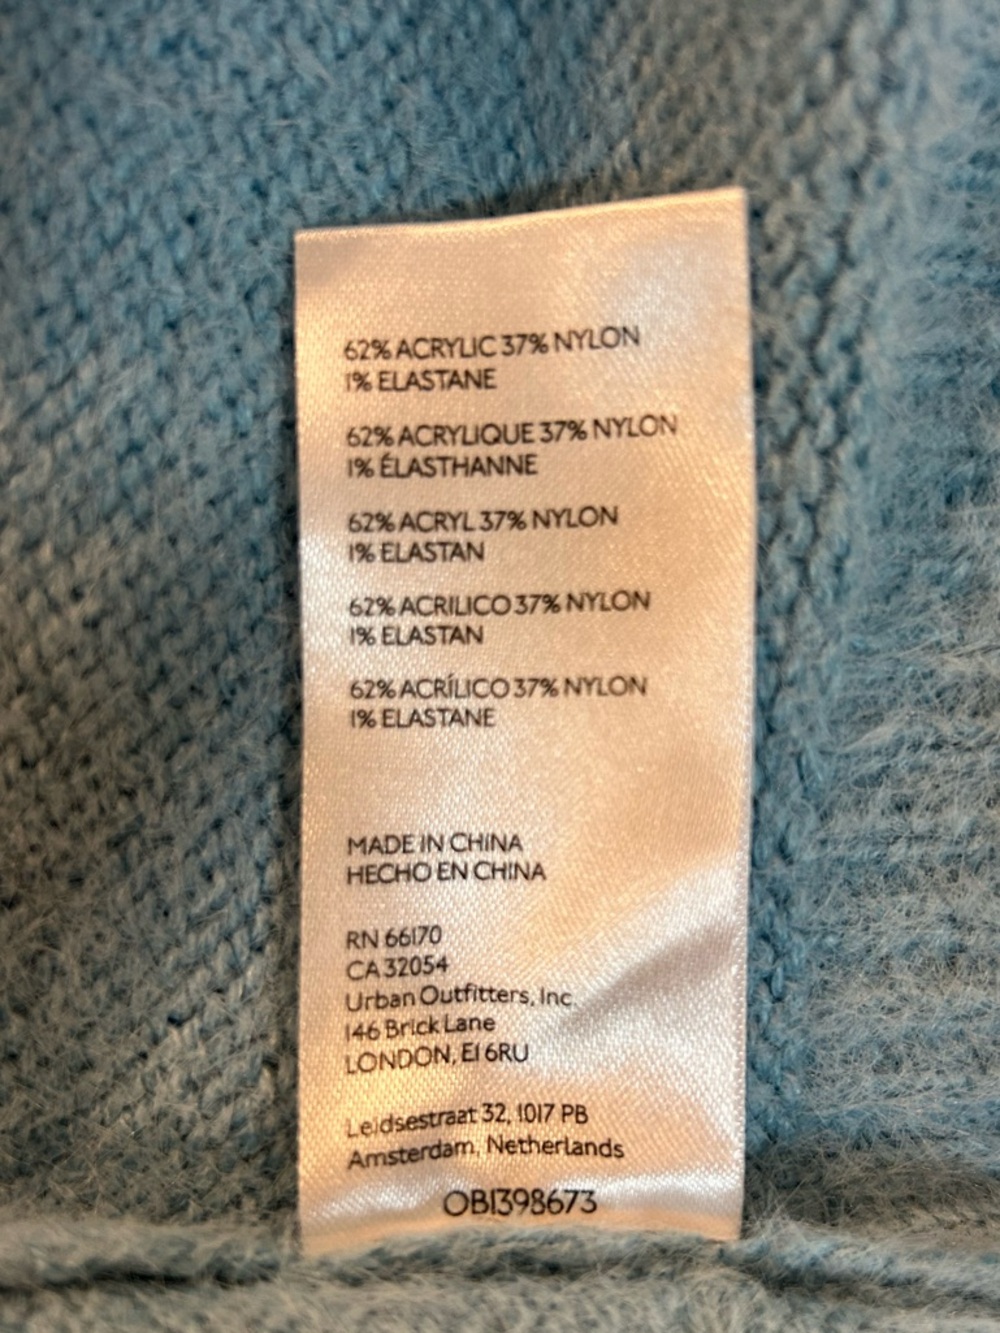 62% ACRYLIC 37% NYLON
1% ELASTANE
62% ACRYLIQUE 37% NYLON
1% ÉLASTHANNE
62% ACRYL 37% NYLON
1% ELASTAN
62% ACRILICO 37% NYLON
1% ELASTAN
62% ACRÍLICO 37% NYLON
1% ELASTANE
MADE IN CHINA
HECHO EN CHINA
RN 66170
CA 32054
Urban Outfitters, Inc
146 Brick Lane
LONDON, E1 6RU
Leidsestraat 32, 1017 PB
Amsterdam, Netherlands
OB1398673